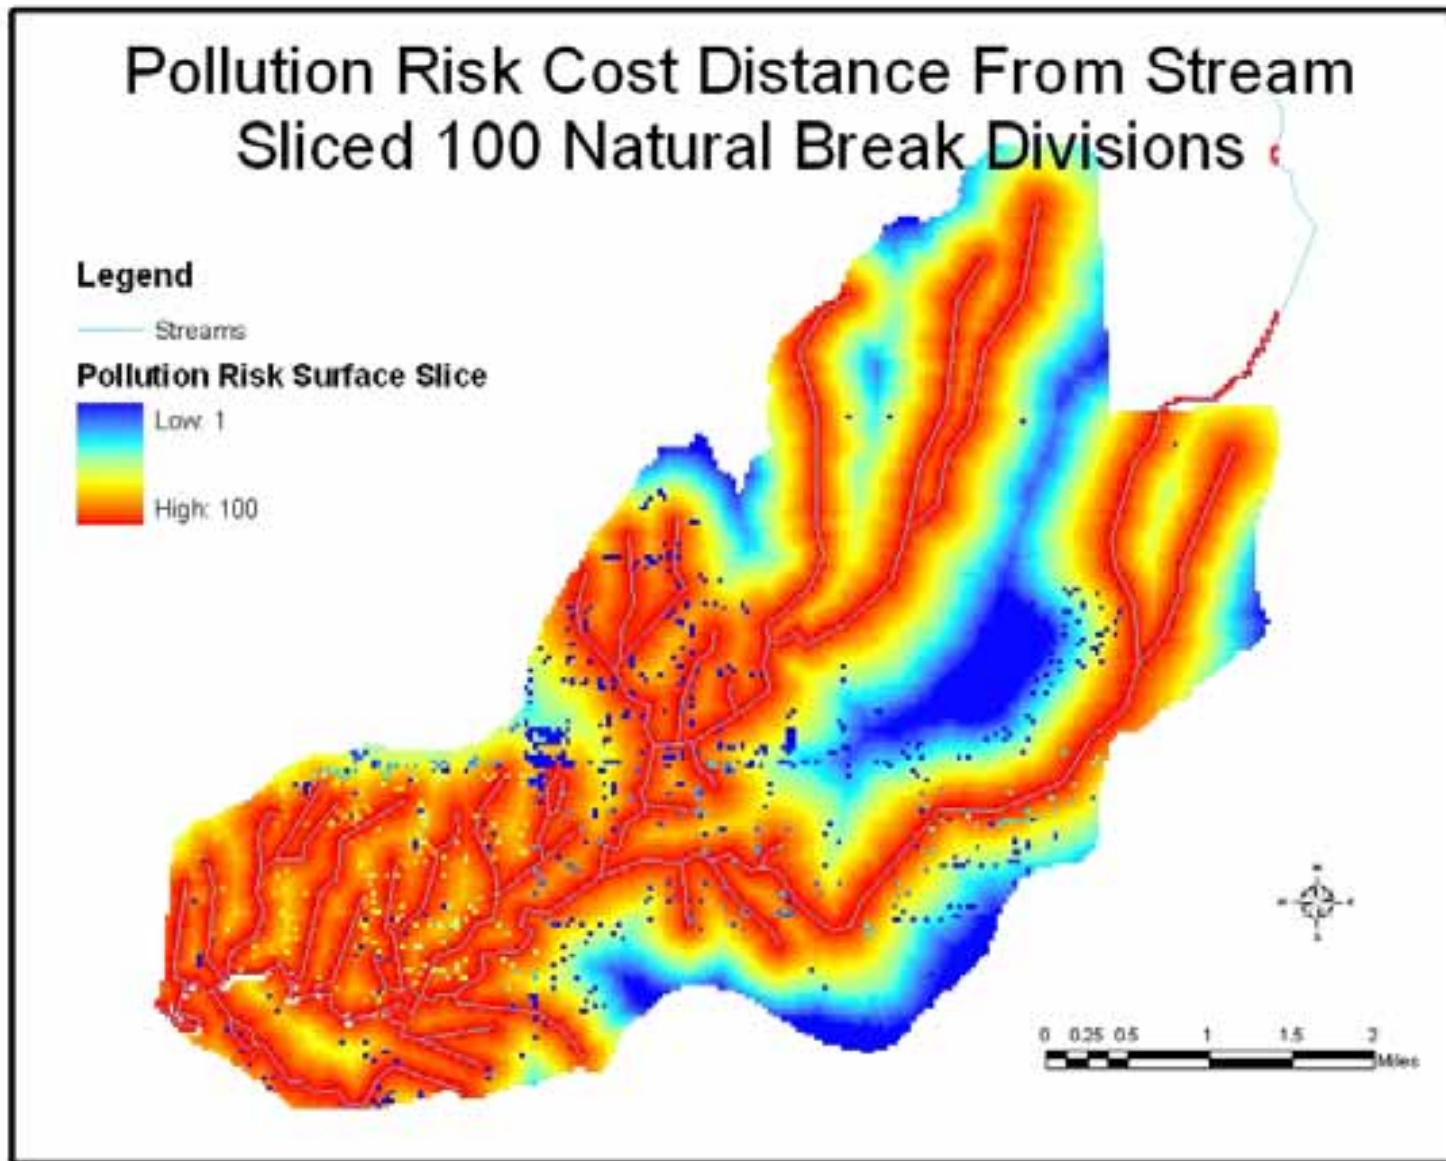 Pollution Risk Cost Distance From Stream
Sliced 100 Natural Break Divisions
Legend
Streams
Pollution Risk Surface Slice
Low: 1
High: 100
0 0.25 0.5 1 1.5 2
Miles